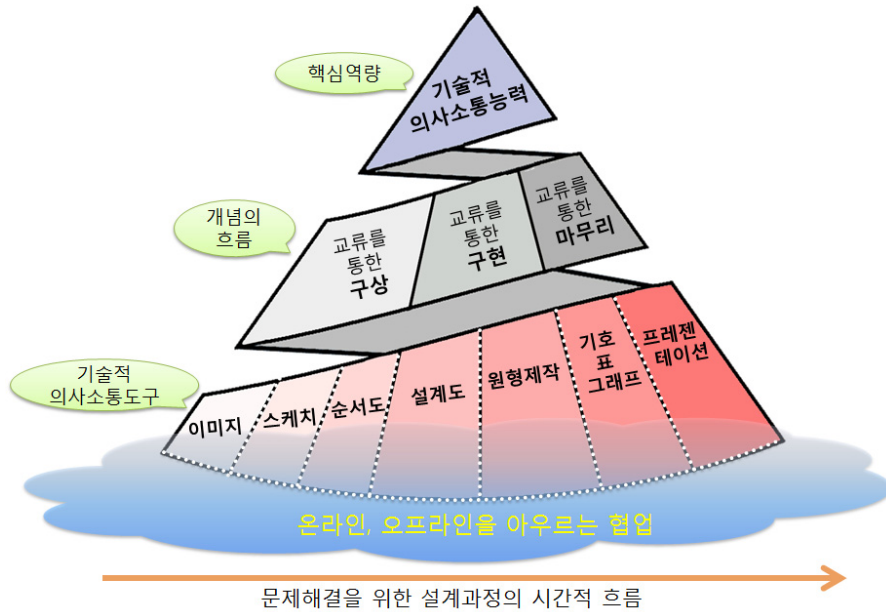 핵심역량
기술적
의사소통능력
개념의
흐름
교류를
통한
구상
교류를
통한
구현
교류를
통한
마무리
기술적
의사소통도구
이미지
스케치
순서도
설계도
원형제작
기호
표
그래프
프레젠
테이션
온라인, 오프라인을 아우르는 협업
문제해결을 위한 설계과정의 시간적 흐름